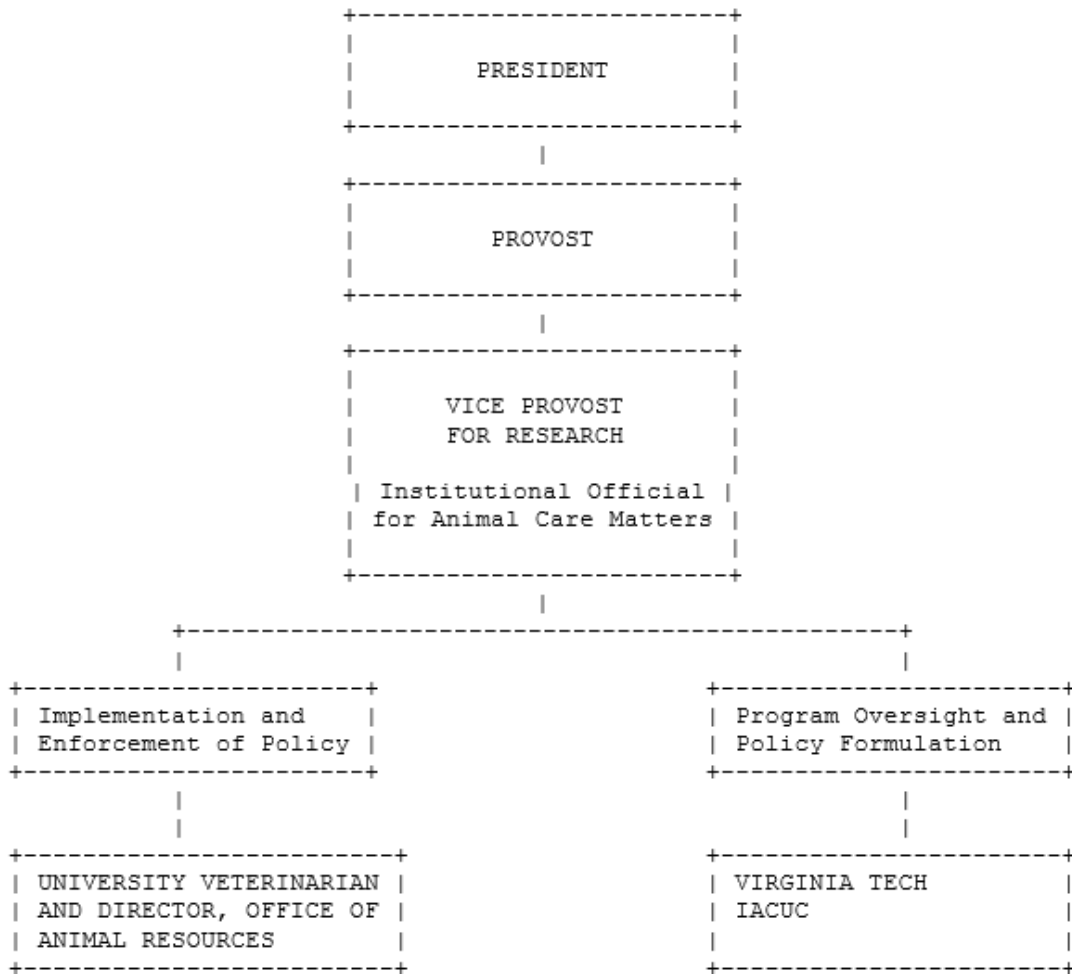 PRESIDENT
PROVOST
VICE PROVOST
FOR RESEARCH
Institutional Official
for Animal Care Matters
Implementation and
Enforcement of Policy
Program Oversight and
Policy Formulation
UNIVERSITY VETERINARIAN
AND DIRECTOR, OFFICE OF
ANIMAL RESOURCES
VIRGINIA TECH
IACUC